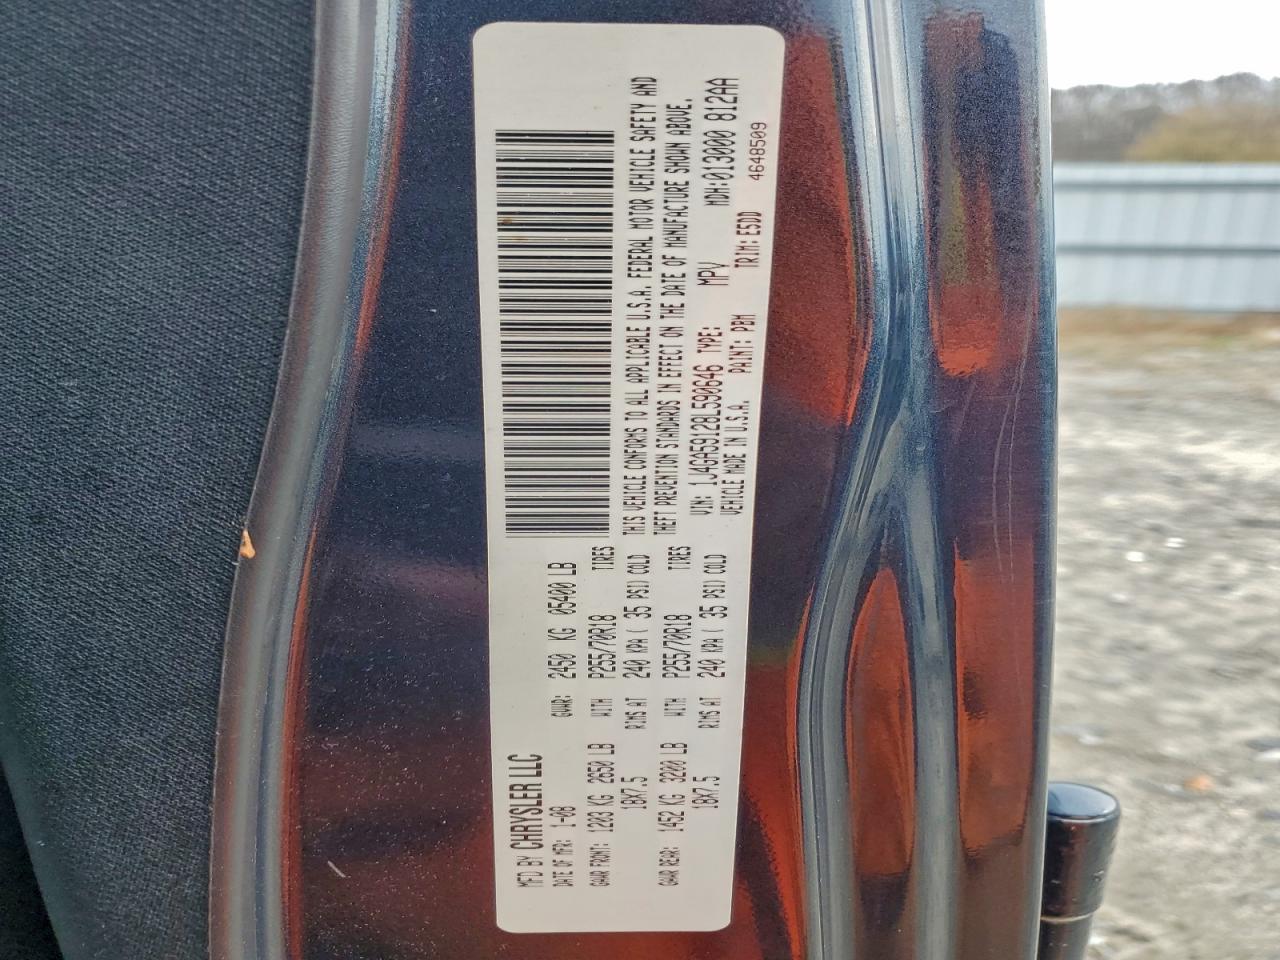 MFD BY CHRYSLER LLC
DATE OF MFR: 1-08 GVWR: 2450 KG 05400 LB
GAWR FRONT: 1203 KG 2650 LB WITH P255/70R18 TIRES
18X7.5 RIMS AT 240 KPA ( 35 PSI) COLD
GAWR REAR: 1452 KG 3200 LB WITH P255/70R18 TIRES
18X7.5 RIMS AT 240 KPA ( 35 PSI) COLD
THIS VEHICLE CONFORMS TO ALL APPLICABLE U.S.A. FEDERAL MOTOR VEHICLE SAFETY AND
THEFT PREVENTION STANDARDS IN EFFECT ON THE DATE OF MANUFACTURE SHOWN ABOVE.
VIN: 1J4GA59128L590646 TYPE: MPV MDH:013000 812AA
VEHICLE MADE IN U.S.A. PAINT: PBM TRIM: E5DD 4648509